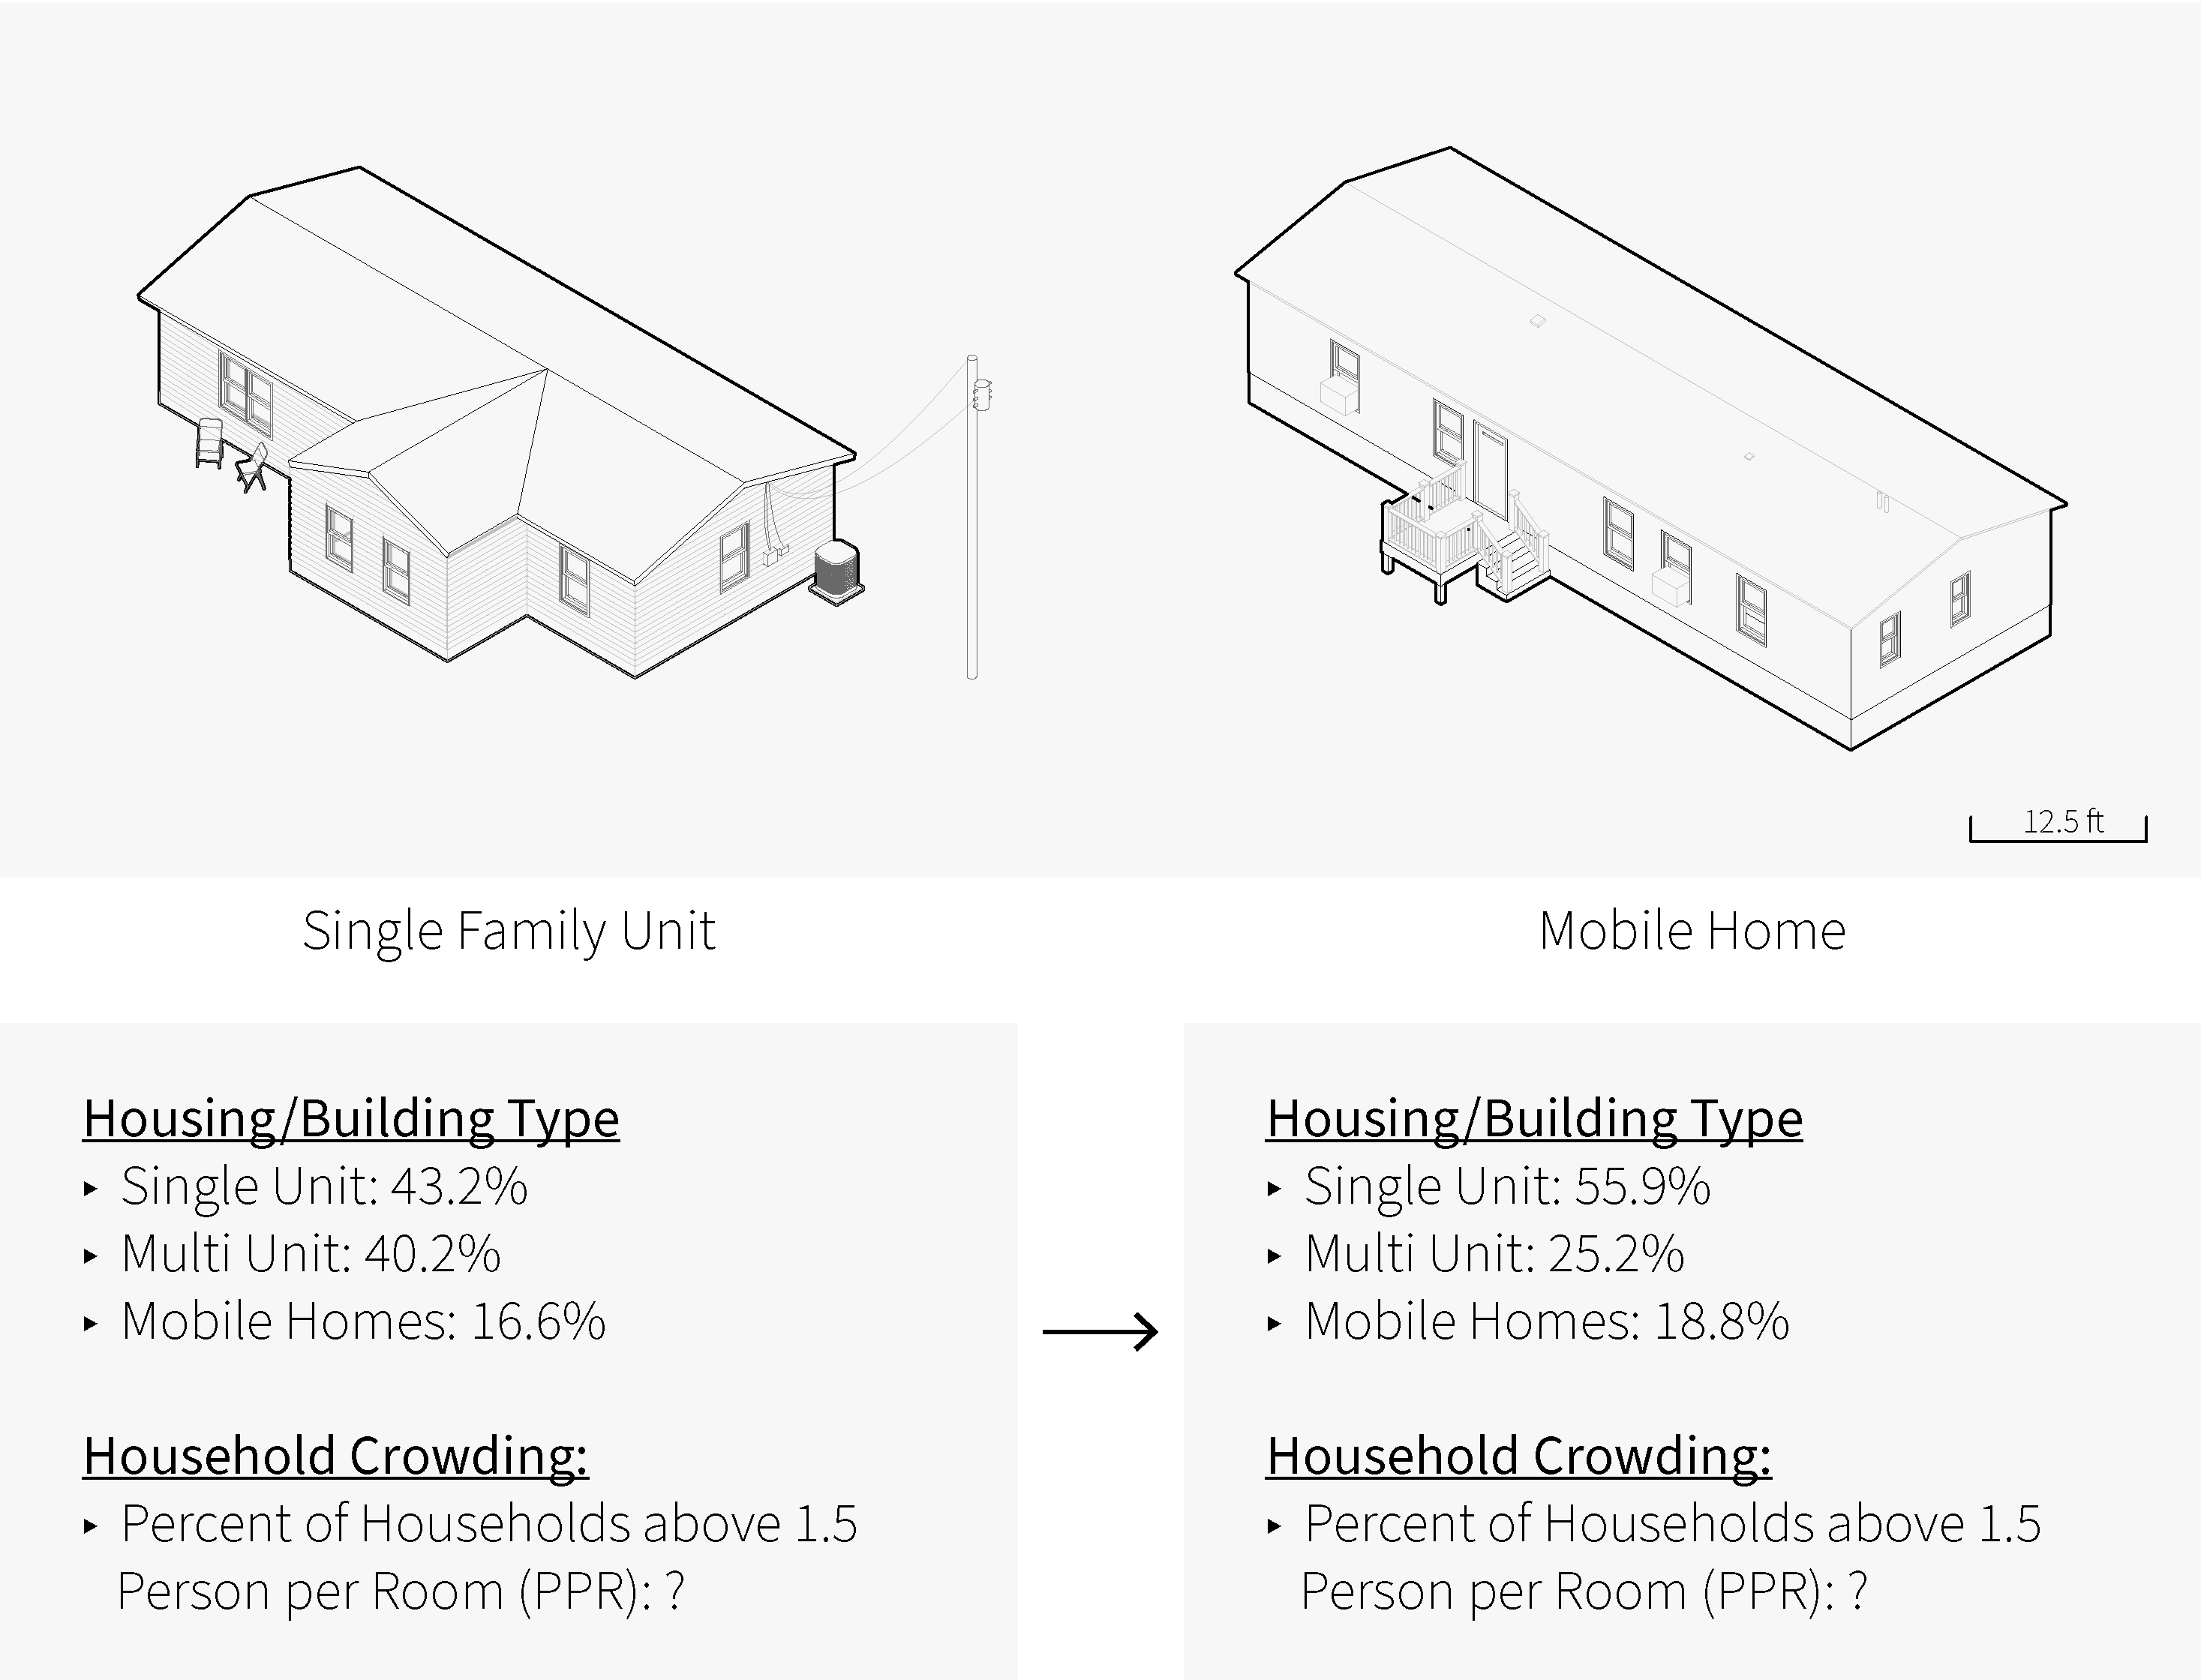 12.5 ft
Single Family Unit
Mobile Home
Housing/Building Type
‣ Single Unit: 43.2%
‣ Multi Unit: 40.2%
‣ Mobile Homes: 16.6%
Household Crowding:
‣ Percent of Households above 1.5
Person per Room (PPR): ?
Housing/Building Type
‣ Single Unit: 55.9%
‣ Multi Unit: 25.2%
‣ Mobile Homes: 18.8%
Household Crowding:
‣ Percent of Households above 1.5
Person per Room (PPR): ?